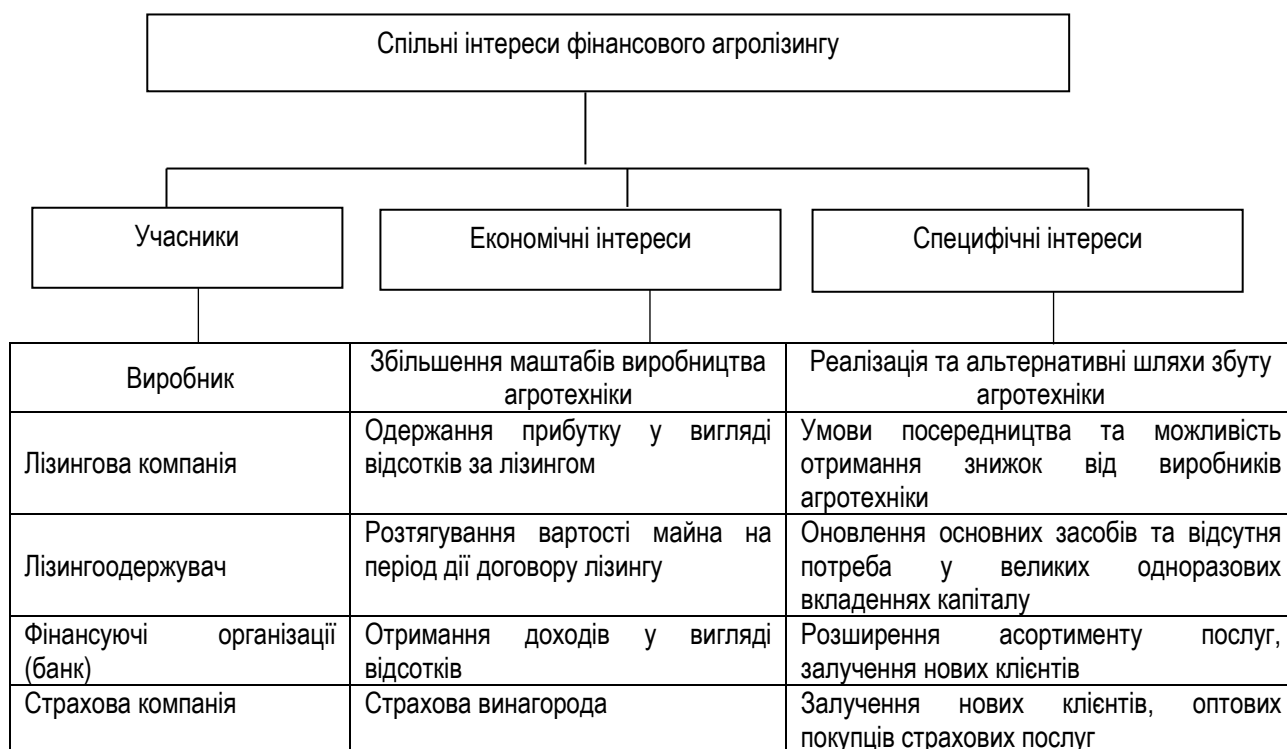 Спільні інтереси фінансового агролізингу
Учасники
Економічні інтереси
Специфічні інтереси
Виробник
Збільшення маштабів виробництва
агротехніки
Реалізація та альтернативні шляхи збуту
агротехніки
Лізингова компанія
Одержання прибутку у вигляді
відсотків за лізингом
Умови посередництва та можливість
отримання знижок від виробників
агротехніки
Лізингоодержувач
Розтягування вартості майна на
період дії договору лізингу
Оновлення основних засобів та відсутня
потреба у великих одноразових
вкладеннях капіталу
Фінансуючі організації
(банк)
Отримання доходів у вигляді
відсотків
Розширення асортименту послуг,
залучення нових клієнтів
Страхова компанія
Страхова винагорода
Залучення нових клієнтів, оптових
покупців страхових послуг